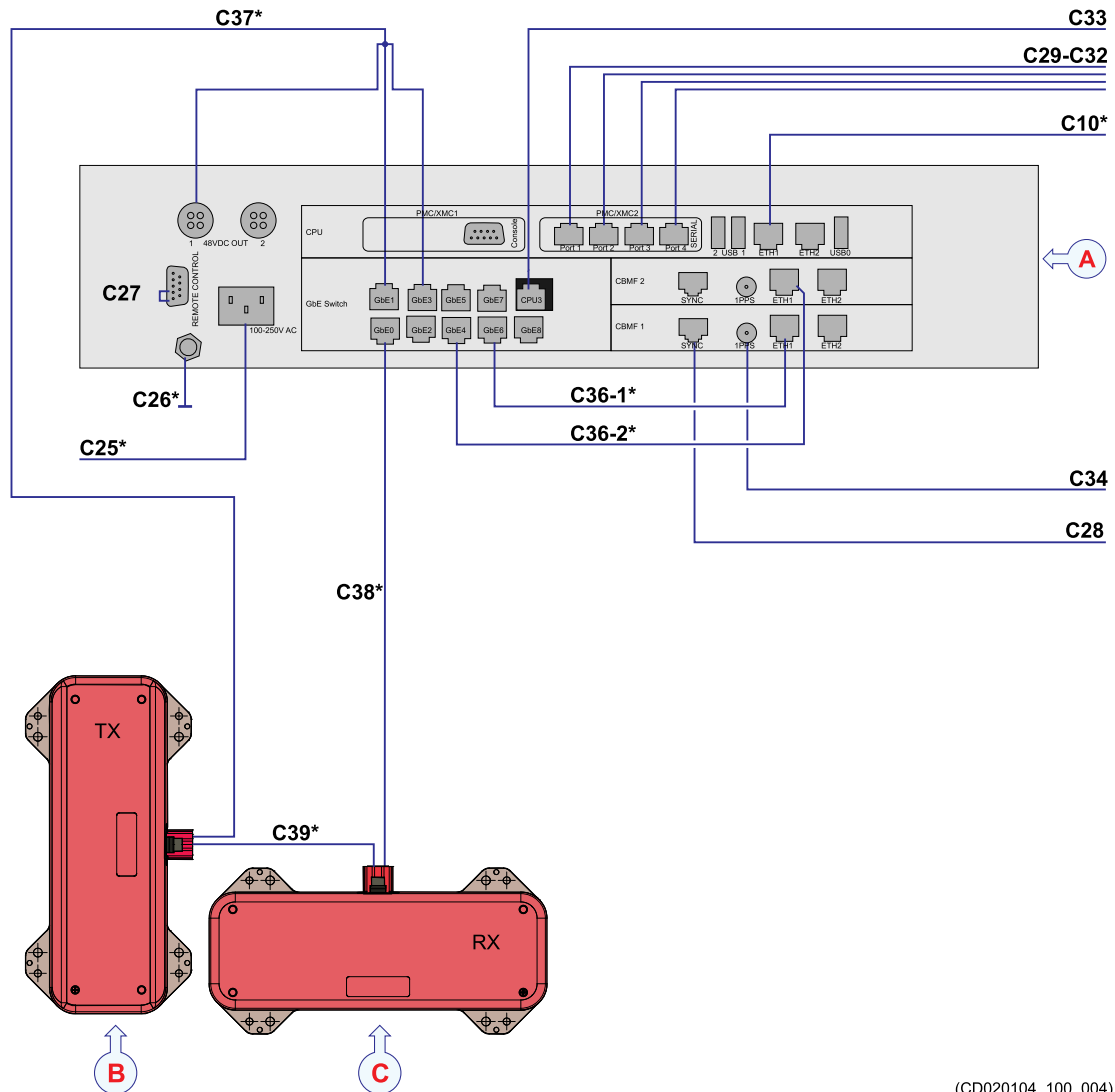 C37*
C33
C29-C32
C10*
PMC/XMC1
PMC/XMC2
CPU
Console
Port 1
Port 2
Port 3
Port 4
SERIAL
2 USB 1
ETH1
ETH2
USB0
1 48VDC OUT 2
A
C27
REMOTE CONTROL
100-250V AC
GbE Switch
GbE1
GbE3
GbE5
GbE7
CPU3
GbE0
GbE2
GbE4
GbE6
GbE8
CBMF 2
SYNC
1PPS
ETH1
ETH2
CBMF 1
SYNC
1PPS
ETH1
ETH2
C26*
C36-1*
C25*
C36-2*
C34
C28
C38*
TX
C39*
RX
B
C
(CD020104_100_004)